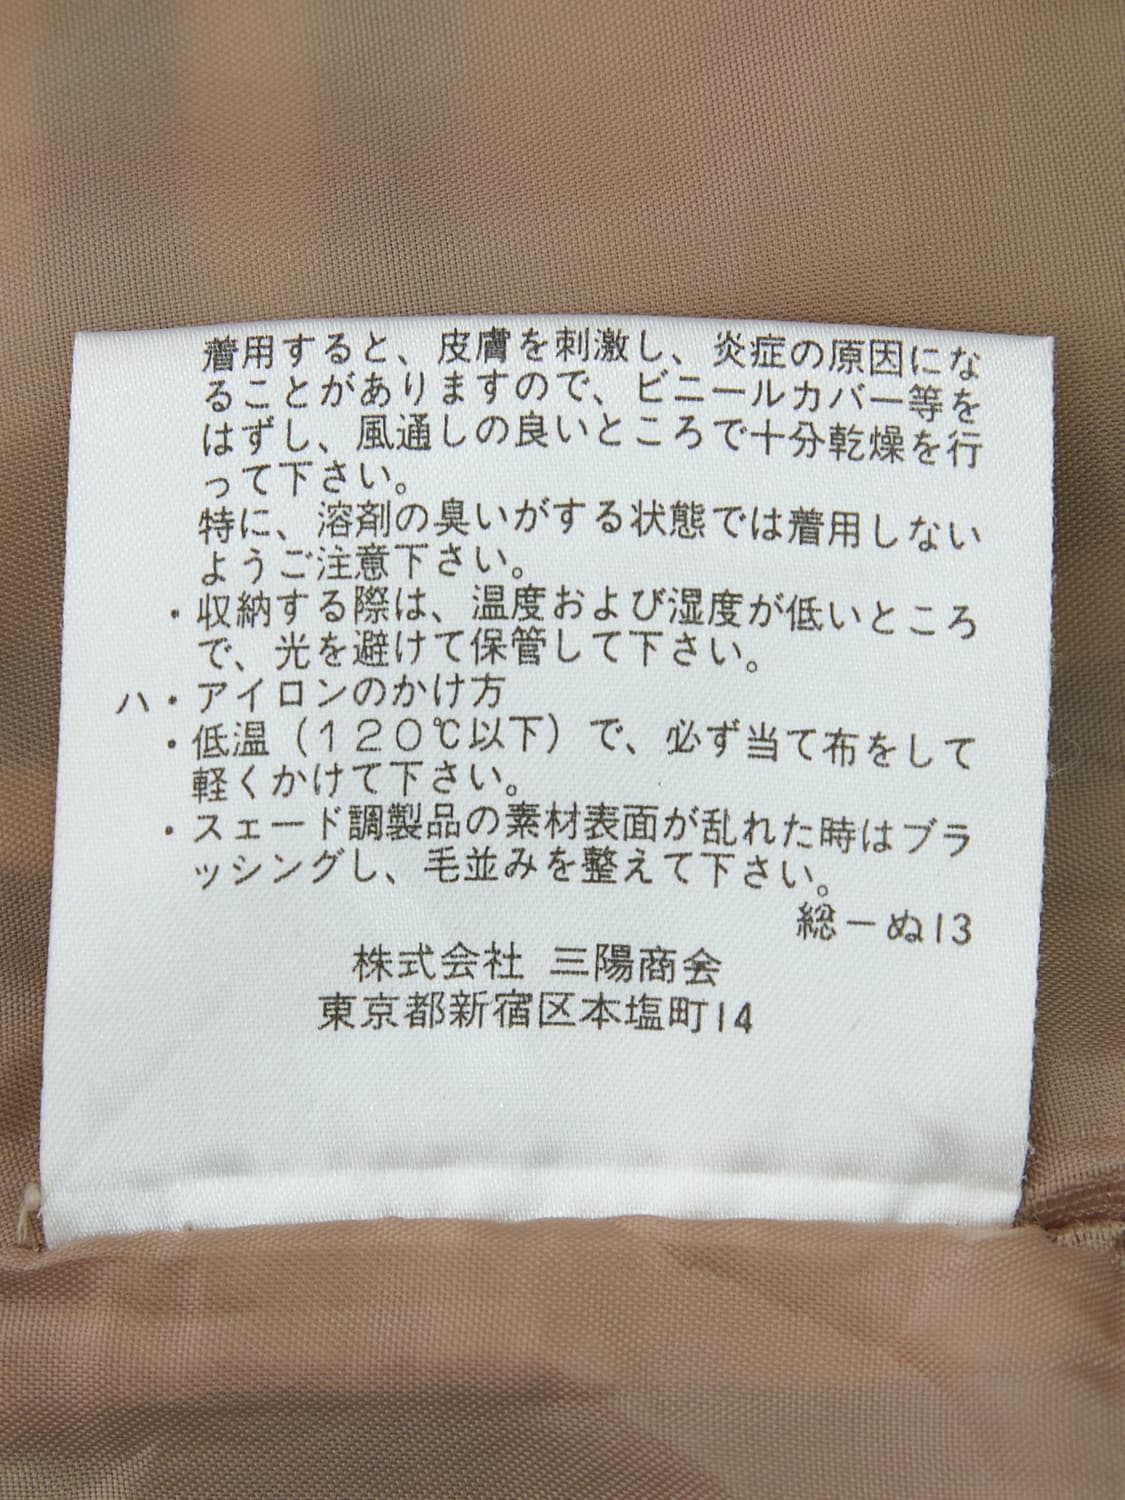 着用すると、皮膚を刺激し、炎症の原因にな
ることがありますので、ビニールカバー等を
はずし、風通しの良いところで十分乾燥を行
って下さい。
特に、溶剤の臭いがする状態では着用しない
ようご注意下さい。
・収納する際は、温度および湿度が低いところ
で、光を避けて保管して下さい。
ハ・アイロンのかけ方
・低温(120℃以下)で、必ず当て布をして
軽くかけて下さい。
・スェード調製品の素材表面が乱れた時はブラ
ッシングし、毛並みを整えて下さい。
総ーぬ13
株式会社 三陽商会
東京都新宿区本塩町14